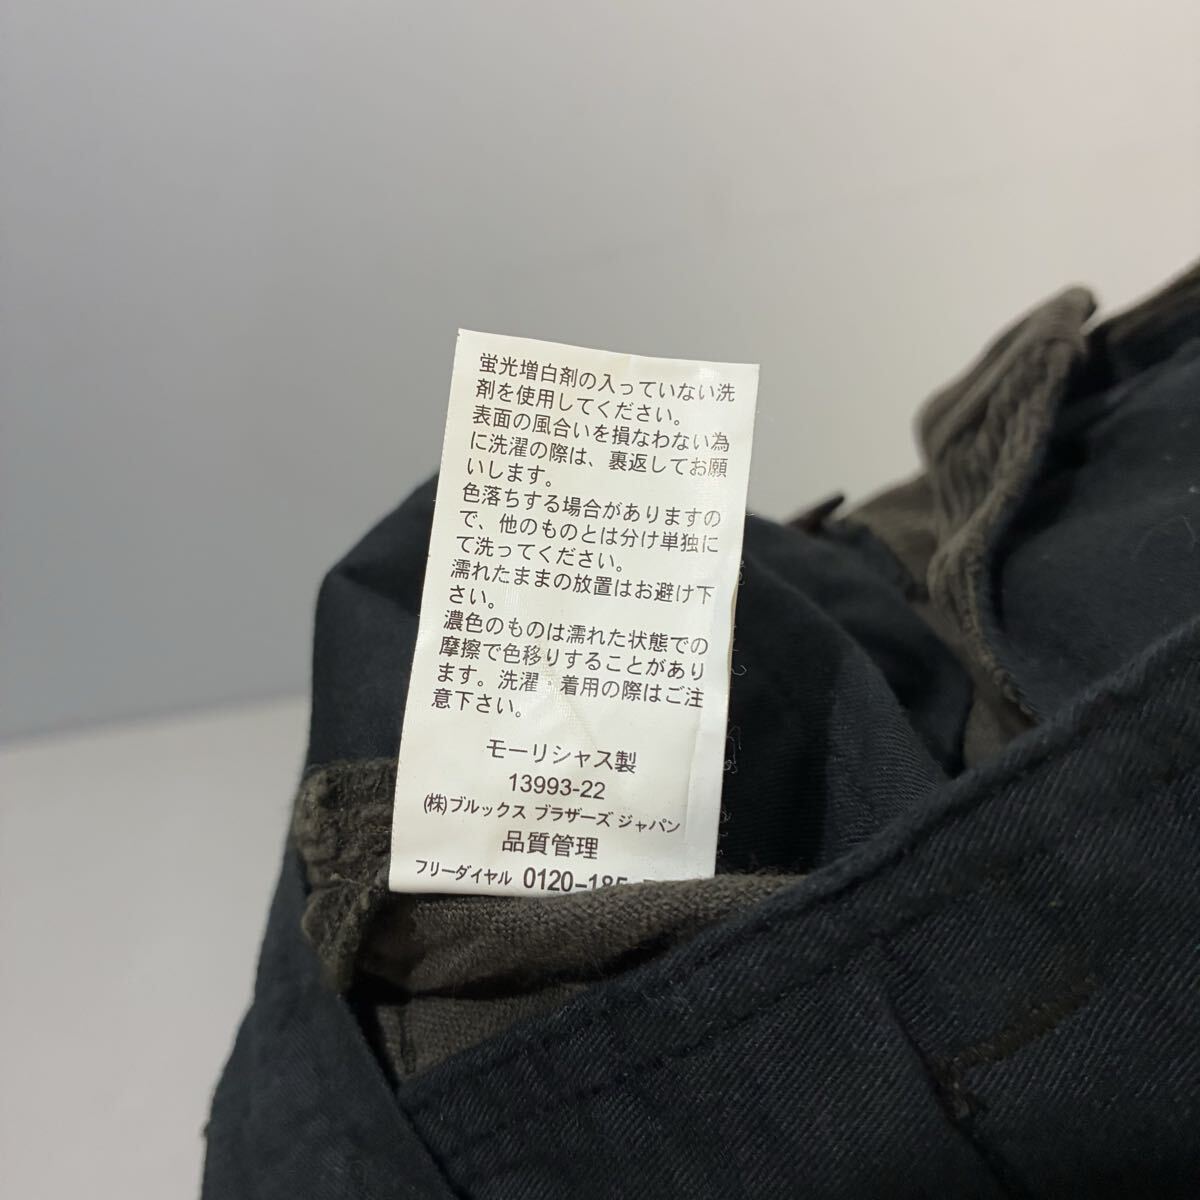 蛍光増白剤の入っていない洗
剤を使用してください。
表面の風合いを損なわない為
に洗濯の際は、裏返してお願
いします。
色落ちする場合がありますの
で、他のものとは分け単独に
て洗ってください。
濡れたままの放置はお避け下
さい。
濃色のものは濡れた状態での
摩擦で色移りすることがあり
ます。洗濯・着用の際はご注
意下さい。
モーリシャス製
13993-22
(株)ブルックス ブラザーズ ジャパン
品質管理
フリーダイヤル 0120-185-